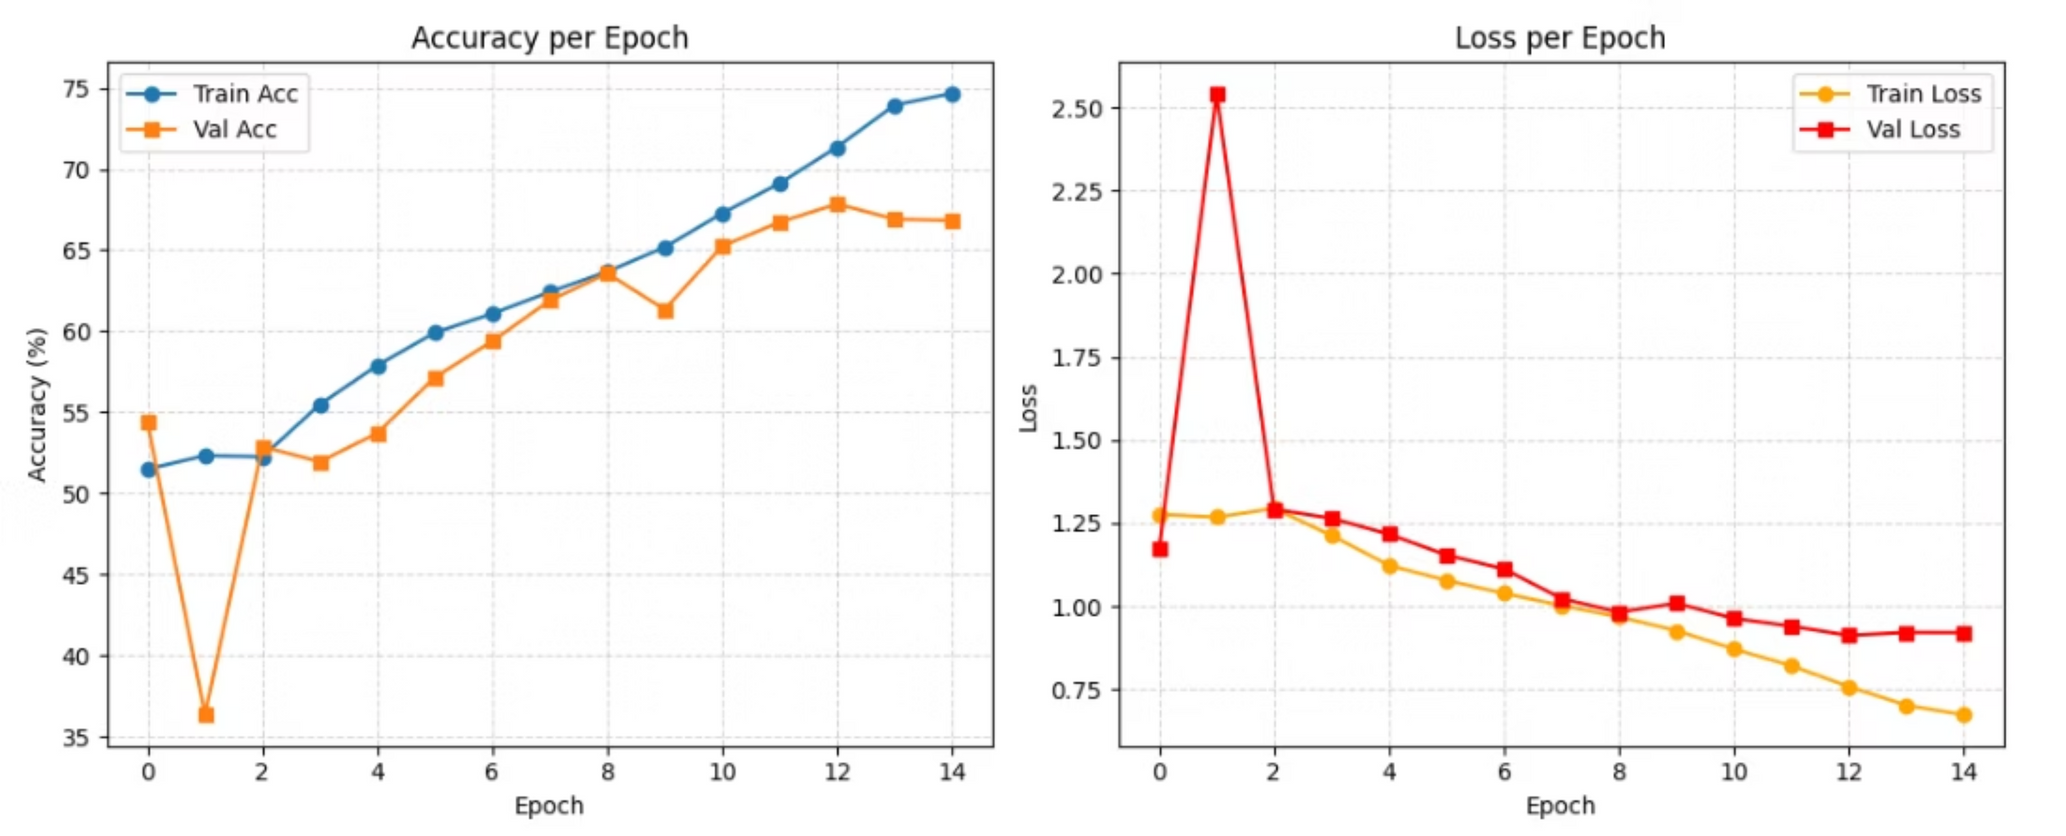 Accuracy per Epoch
Train Acc
Val Acc
75
70
65
60
55
50
45
40
35
Accuracy (%)
0 2 4 6 8 10 12 14
Epoch
Loss per Epoch
Train Loss
Val Loss
2.50
2.25
2.00
1.75
1.50
1.25
1.00
0.75
Loss
0 2 4 6 8 10 12 14
Epoch